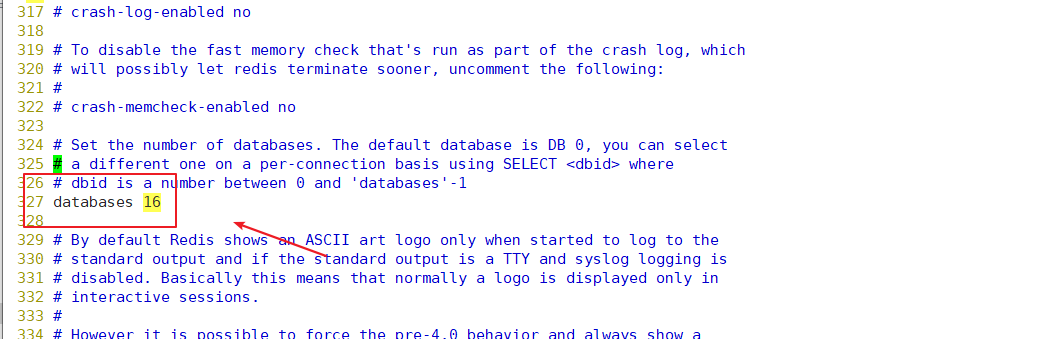 317 # crash-log-enabled no
318
319 # To disable the fast memory check that's run as part of the crash log, which
320 # will possibly let redis terminate sooner, uncomment the following:
321 #
322 # crash-memcheck-enabled no
323
324 # Set the number of databases. The default database is DB 0, you can select
325 # a different one on a per-connection basis using SELECT <dbid> where
326 # dbid is a number between 0 and 'databases'-1
327 databases 16
328
329 # By default Redis shows an ASCII art logo only when started to log to the
330 # standard output and if the standard output is a TTY and syslog logging is
331 # disabled. Basically this means that normally a logo is displayed only in
332 # interactive sessions.
333 #
334 # However it is possible to force the pre-4.0 behavior and always show a